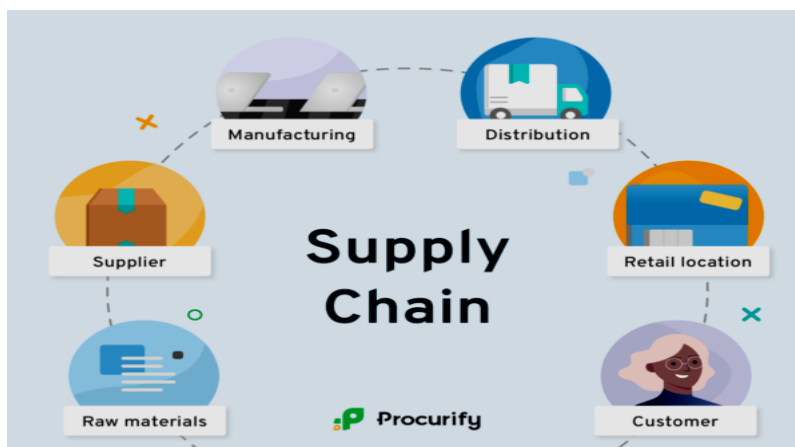 Manufacturing
Distribution
Supplier
Supply
Chain
Retail location
Raw materials
Procurify
Customer